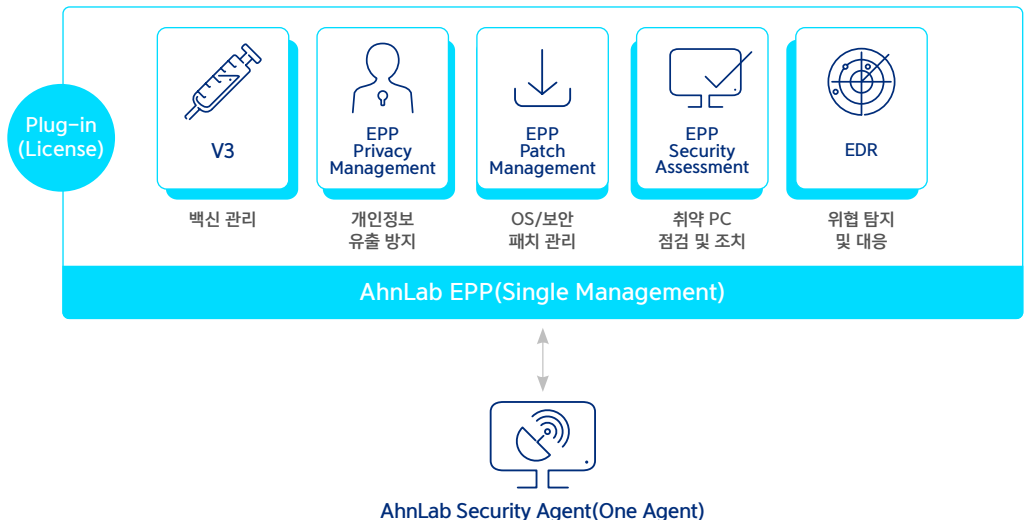 Plug-in
(License)
V3
EPP
Privacy
Management
EPP
Patch
Management
EPP
Security
Assessment
EDR
백신 관리
개인정보
유출 방지
OS/보안
패치 관리
취약 PC
점검 및 조치
위협 탐지
및 대응
AhnLab EPP(Single Management)
AhnLab Security Agent(One Agent)